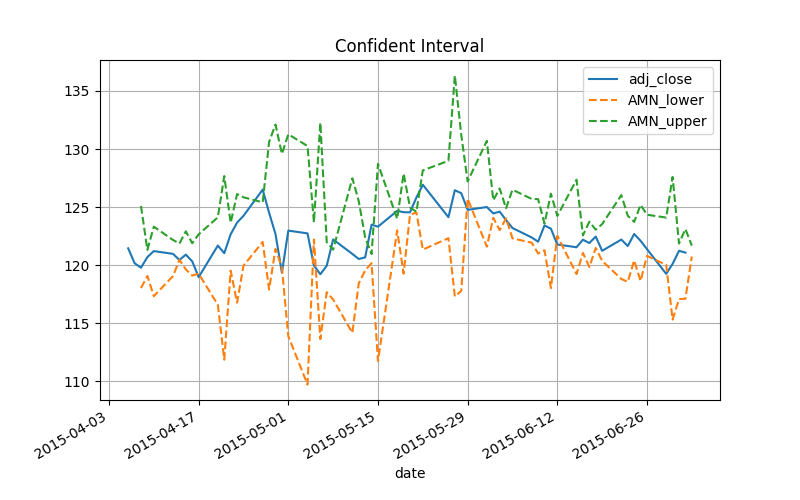 Confident Interval
adj_close
AMN_lower
AMN_upper
135
130
125
120
115
110
2015-04-03
2015-04-17
2015-05-01
2015-05-15
2015-05-29
2015-06-12
2015-06-26
date